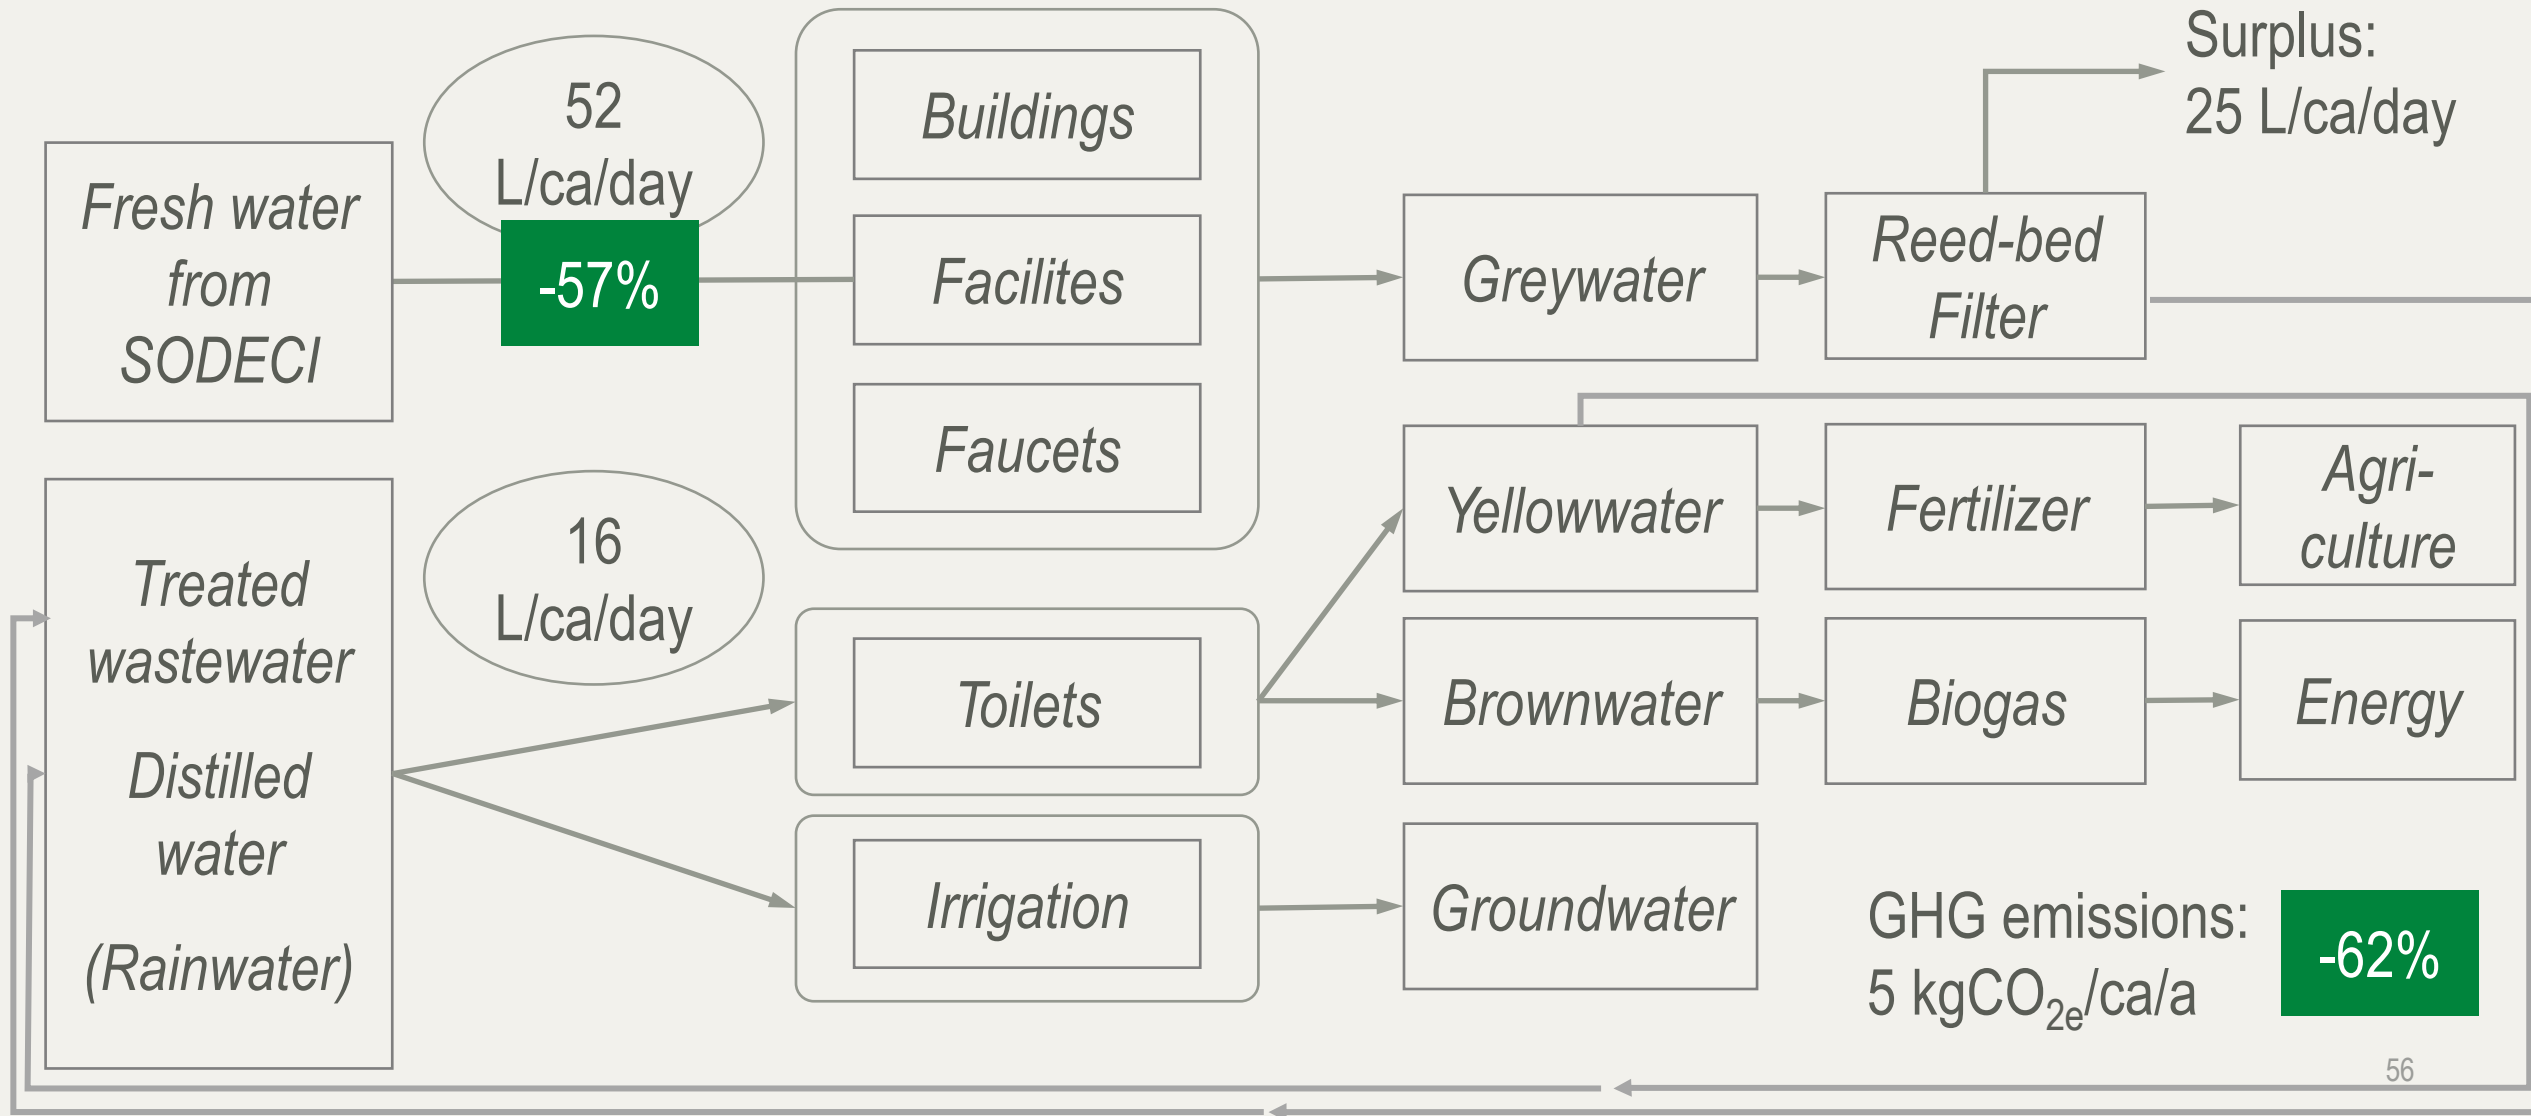 Fresh water
from
SODECI
52
L/ca/day
-57%
Buildings
Facilites
Faucets
Greywater
Reed-bed
Filter
Surplus:
25 L/ca/day
Treated
wastewater
Distilled
water
(Rainwater)
16
L/ca/day
Toilets
Irrigation
Yellowwater
Fertilizer
Agri-
culture
Brownwater
Biogas
Energy
Groundwater
GHG emissions:
5 kgCO2e/ca/a
-62%
56